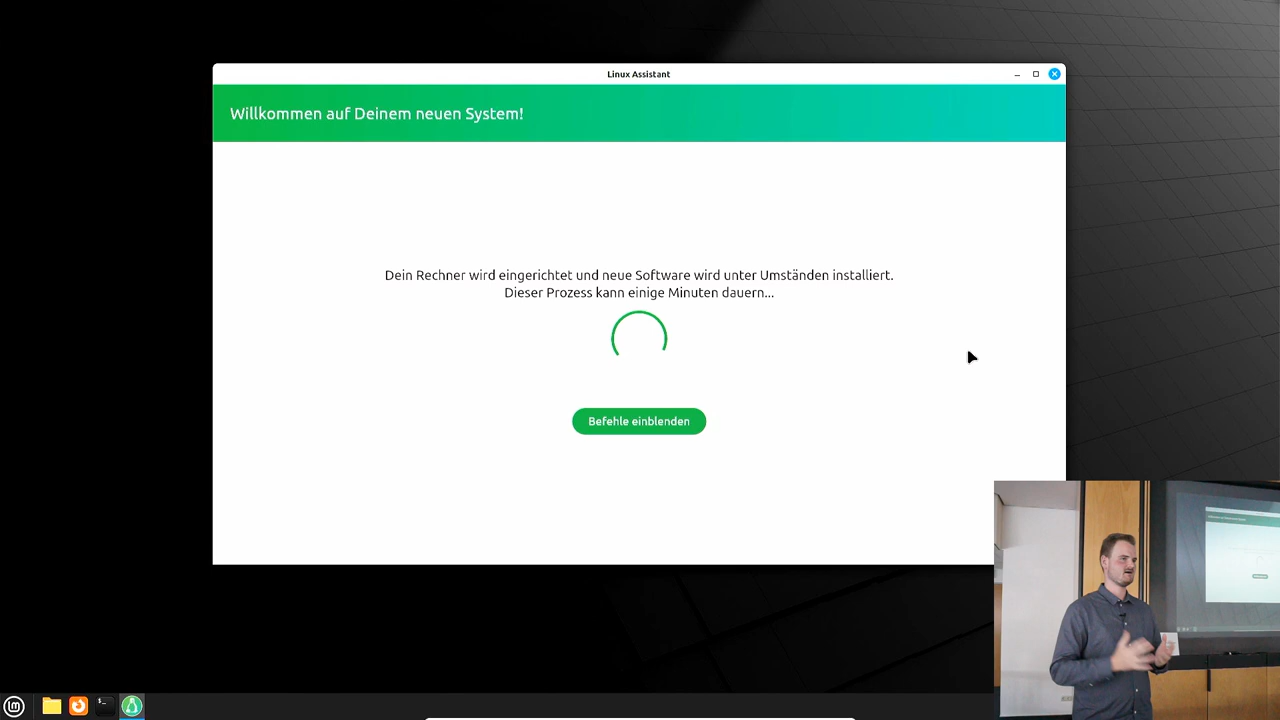 Linux Assistant
Willkommen auf Deinem neuen System!
Dein Rechner wird eingerichtet und neue Software wird unter Umständen installiert.
Dieser Prozess kann einige Minuten dauern...
Befehle einblenden